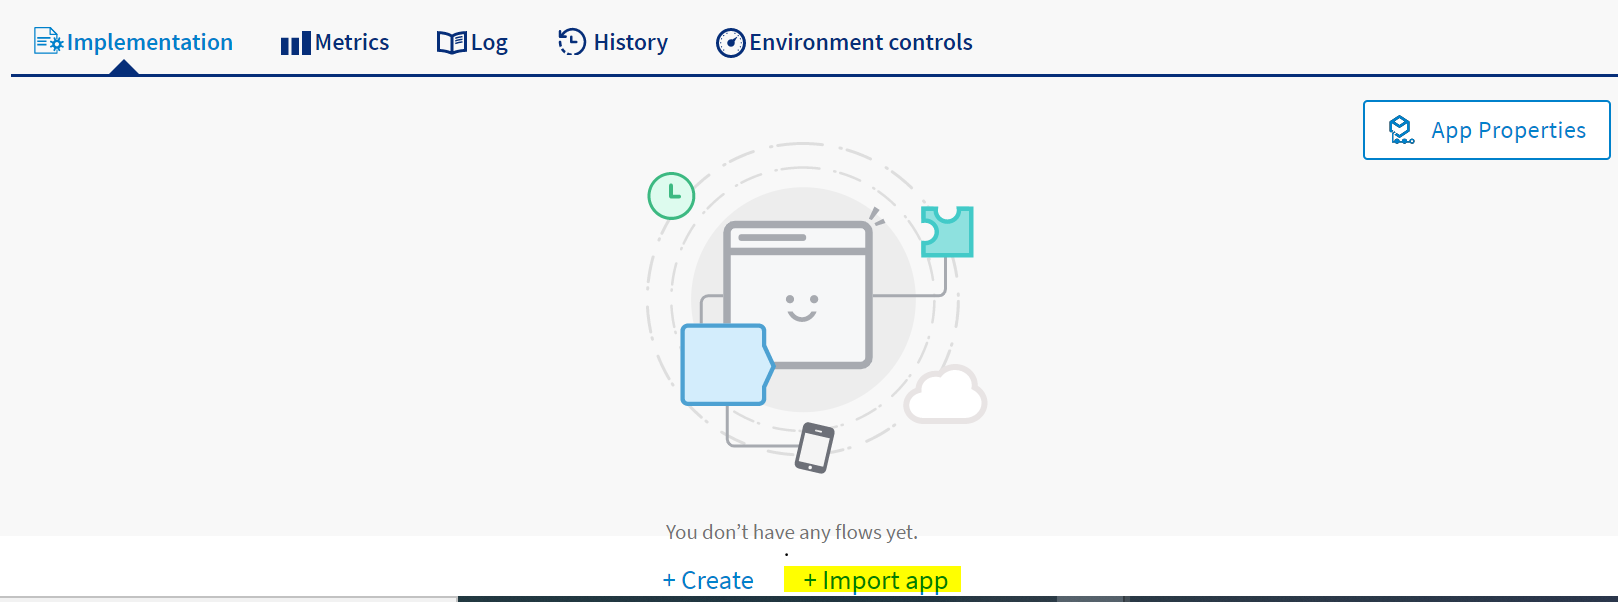 Implementation Metrics Log History Environment controls
App Properties
You don't have any flows yet.
+ Create + Import app